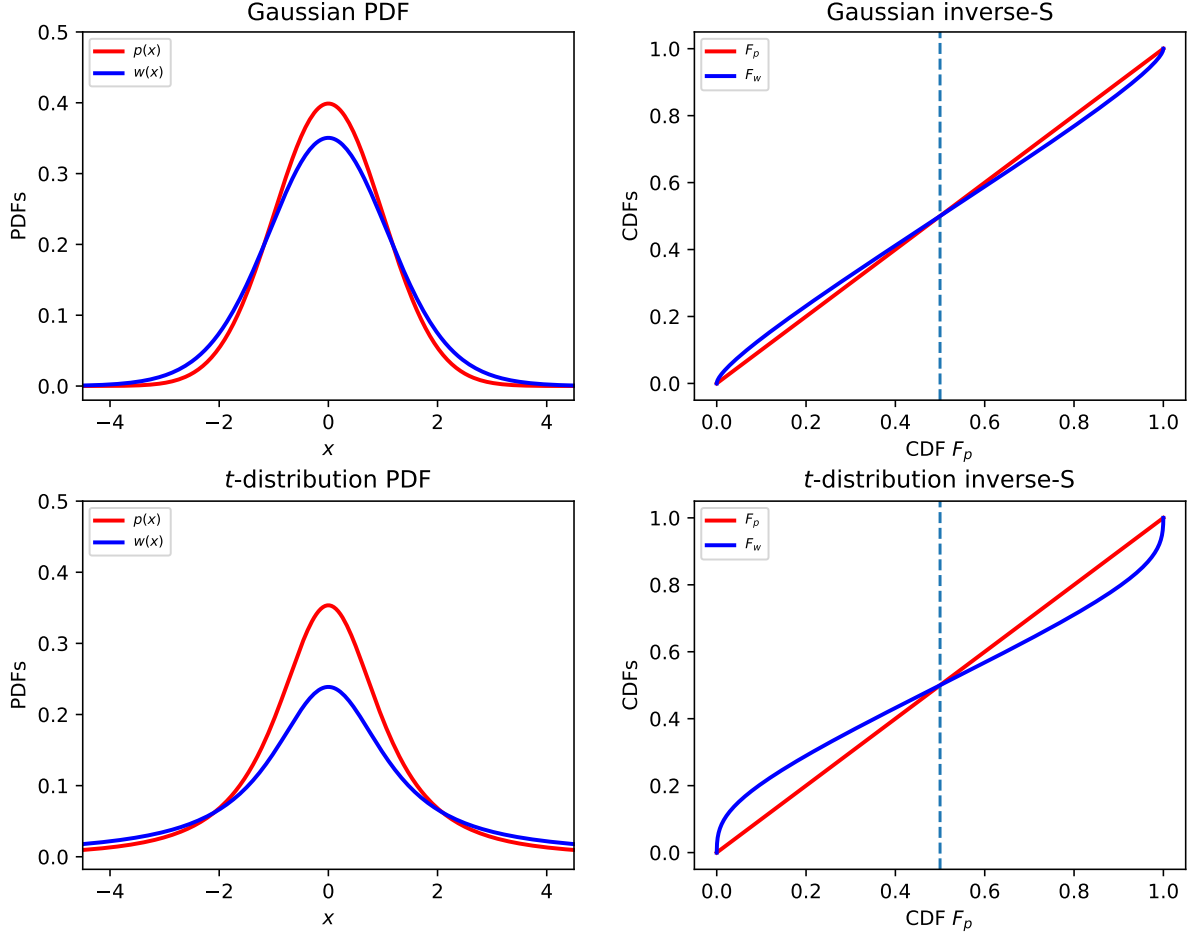 Gaussian PDF
0.5
0.4
0.3
0.2
0.1
0.0
PDFs
p(x)
w(x)
−4 −2 0 2 4
x
Gaussian inverse-S
1.0
0.8
0.6
0.4
0.2
0.0
CDFs
F_p
F_w
0.0 0.2 0.4 0.6 0.8 1.0
CDF F_p
t-distribution PDF
0.5
0.4
0.3
0.2
0.1
0.0
PDFs
p(x)
w(x)
−4 −2 0 2 4
x
t-distribution inverse-S
1.0
0.8
0.6
0.4
0.2
0.0
CDFs
F_p
F_w
0.0 0.2 0.4 0.6 0.8 1.0
CDF F_p